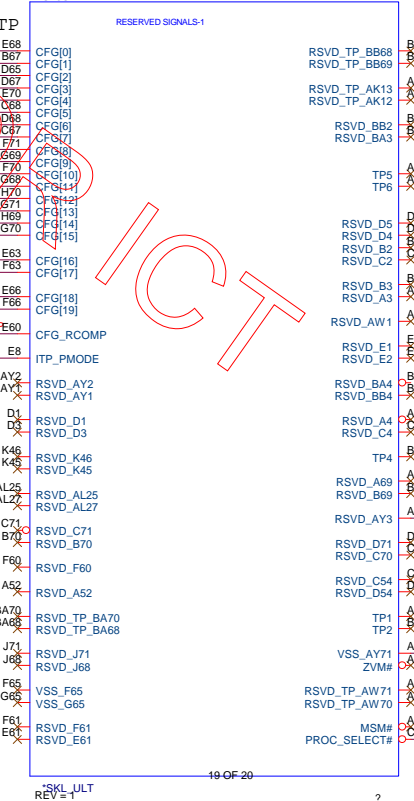 RESERVED SIGNALS-1
TP
E68 CFG[0] RSVD_TP_BB68
B67 CFG[1] RSVD_TP_BB69
D65 CFG[2]
D67 CFG[3] RSVD_TP_AK13
E70 CFG[4] RSVD_TP_AK12
C68 CFG[5]
D68 CFG[6] RSVD_BB2
C67 CFG[7] RSVD_BA3
F71 CFG[8]
G69 CFG[9]
F70 CFG[10] TP5
G68 CFG[11] TP6
H70 CFG[12]
G71 CFG[13]
H69 CFG[14] RSVD_D5
G70 CFG[15] RSVD_D4
RSVD_B2
E63 CFG[16] RSVD_C2
F63 CFG[17]
RSVD_B3
E66 CFG[18] RSVD_A3
F66 CFG[19]
RSVD_AW1
E60 CFG_RCOMP
RSVD_E1
E8 ITP_PMODE RSVD_E2
AY2 RSVD_AY2 RSVD_BA4
AY1 RSVD_AY1 RSVD_BB4
D1 RSVD_D1 RSVD_A4
D3 RSVD_D3 RSVD_C4
K46 RSVD_K46 TP4
K45 RSVD_K45
RSVD_A69
AL25 RSVD_AL25 RSVD_B69
AL27 RSVD_AL27
RSVD_AY3
C71 RSVD_C71
B70 RSVD_B70 RSVD_D71
RSVD_C70
F60 RSVD_F60
RSVD_C54
A52 RSVD_A52 RSVD_D54
BA70 RSVD_TP_BA70 TP1
BA68 RSVD_TP_BA68 TP2
J71 RSVD_J71 VSS_AY71
J68 RSVD_J68 ZVM#
F65 VSS_F65 RSVD_TP_AW71
G65 VSS_G65 RSVD_TP_AW70
F61 RSVD_F61 MSM#
E61 RSVD_E61 PROC_SELECT#
19 OF 20
*SKL_ULT
REV = 1 ?